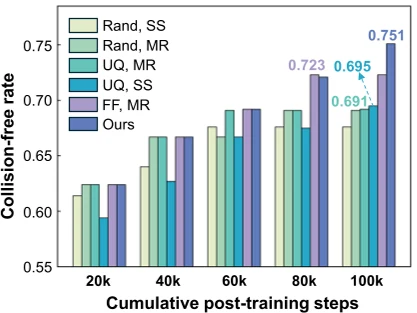 Rand, SS
Rand, MR
UQ, MR
UQ, SS
FF, MR
Ours
0.751
0.723
0.695
0.691
Collision-free rate
0.75
0.70
0.65
0.60
0.55
20k 40k 60k 80k 100k
Cumulative post-training steps